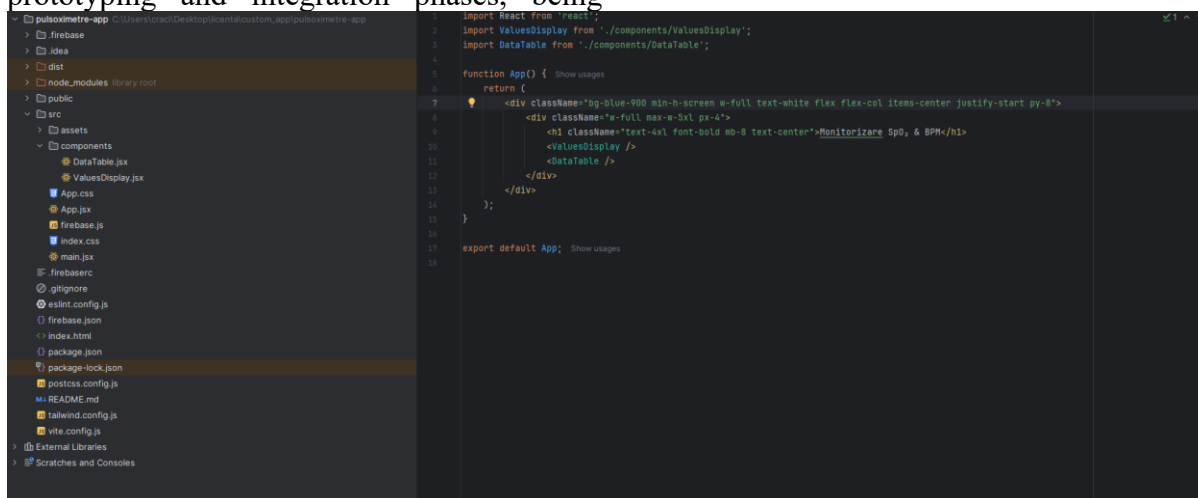 prototyping and integration phases, being
pulsoximetre-app C:\Users\craci\Desktop\licenta\custom_app\pulsoximetre-app
.firebase
.idea
dist
node_modules library root
public
src
assets
components
DataTable.jsx
ValuesDisplay.jsx
App.css
App.jsx
firebase.js
index.css
main.jsx
.firebaserc
.gitignore
eslint.config.js
firebase.json
index.html
package.json
package-lock.json
postcss.config.js
README.md
tailwind.config.js
vite.config.js
External Libraries
Scratches and Consoles
1 import React from 'react';
2 import ValuesDisplay from './components/ValuesDisplay';
3 import DataTable from './components/DataTable';
4
5 function App() { Show usages
6 return (
7 <div className="bg-blue-900 min-h-screen w-full text-white flex flex-col items-center justify-start py-8">
8 <div className="w-full max-w-5xl px-4">
9 <h1 className="text-4xl font-bold mb-8 text-center">Monitorizare SpO₂ & BPM</h1>
10 <ValuesDisplay />
11 <DataTable />
12 </div>
13 </div>
14 );
15 }
16
17 export default App; Show usages
18
1